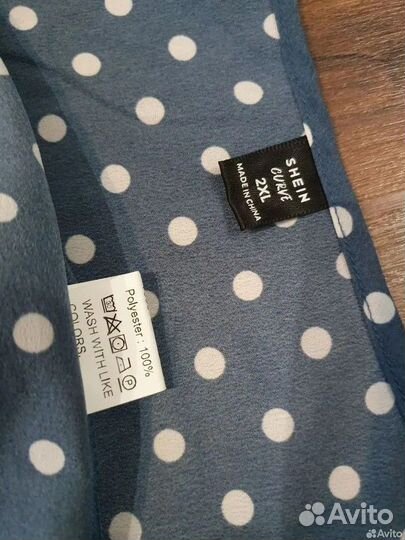 SHEIN
CURVE
2XL
MADE IN CHINA
Polyester : 100%
P
WASH WITH LIKE
COLORS.
Avito